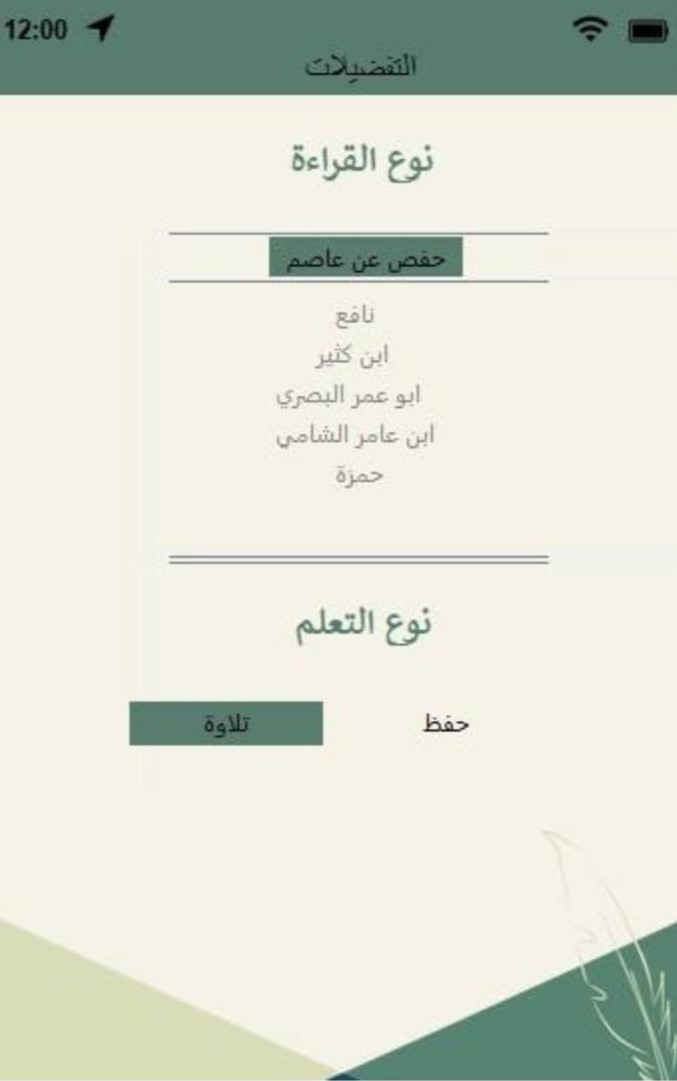 12:00
التفضيلات
نوع القراءة
حفص عن عاصم
نافع
ابن كثير
ابو عمر البصري
ابن عامر الشامي
حمزة
نوع التعلم
حفظ تلاوة